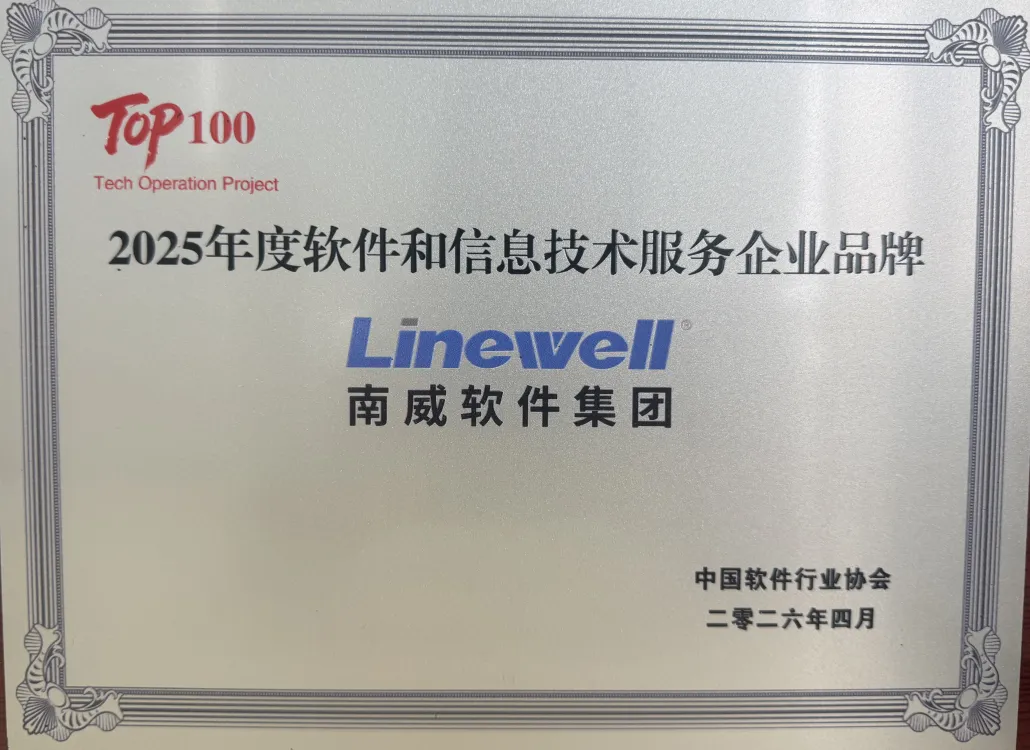 TOP 100
Tech Operation Project
2025年度软件和信息技术服务企业品牌
Linewell®
南威软件集团
中国软件行业协会
二零二六年四月